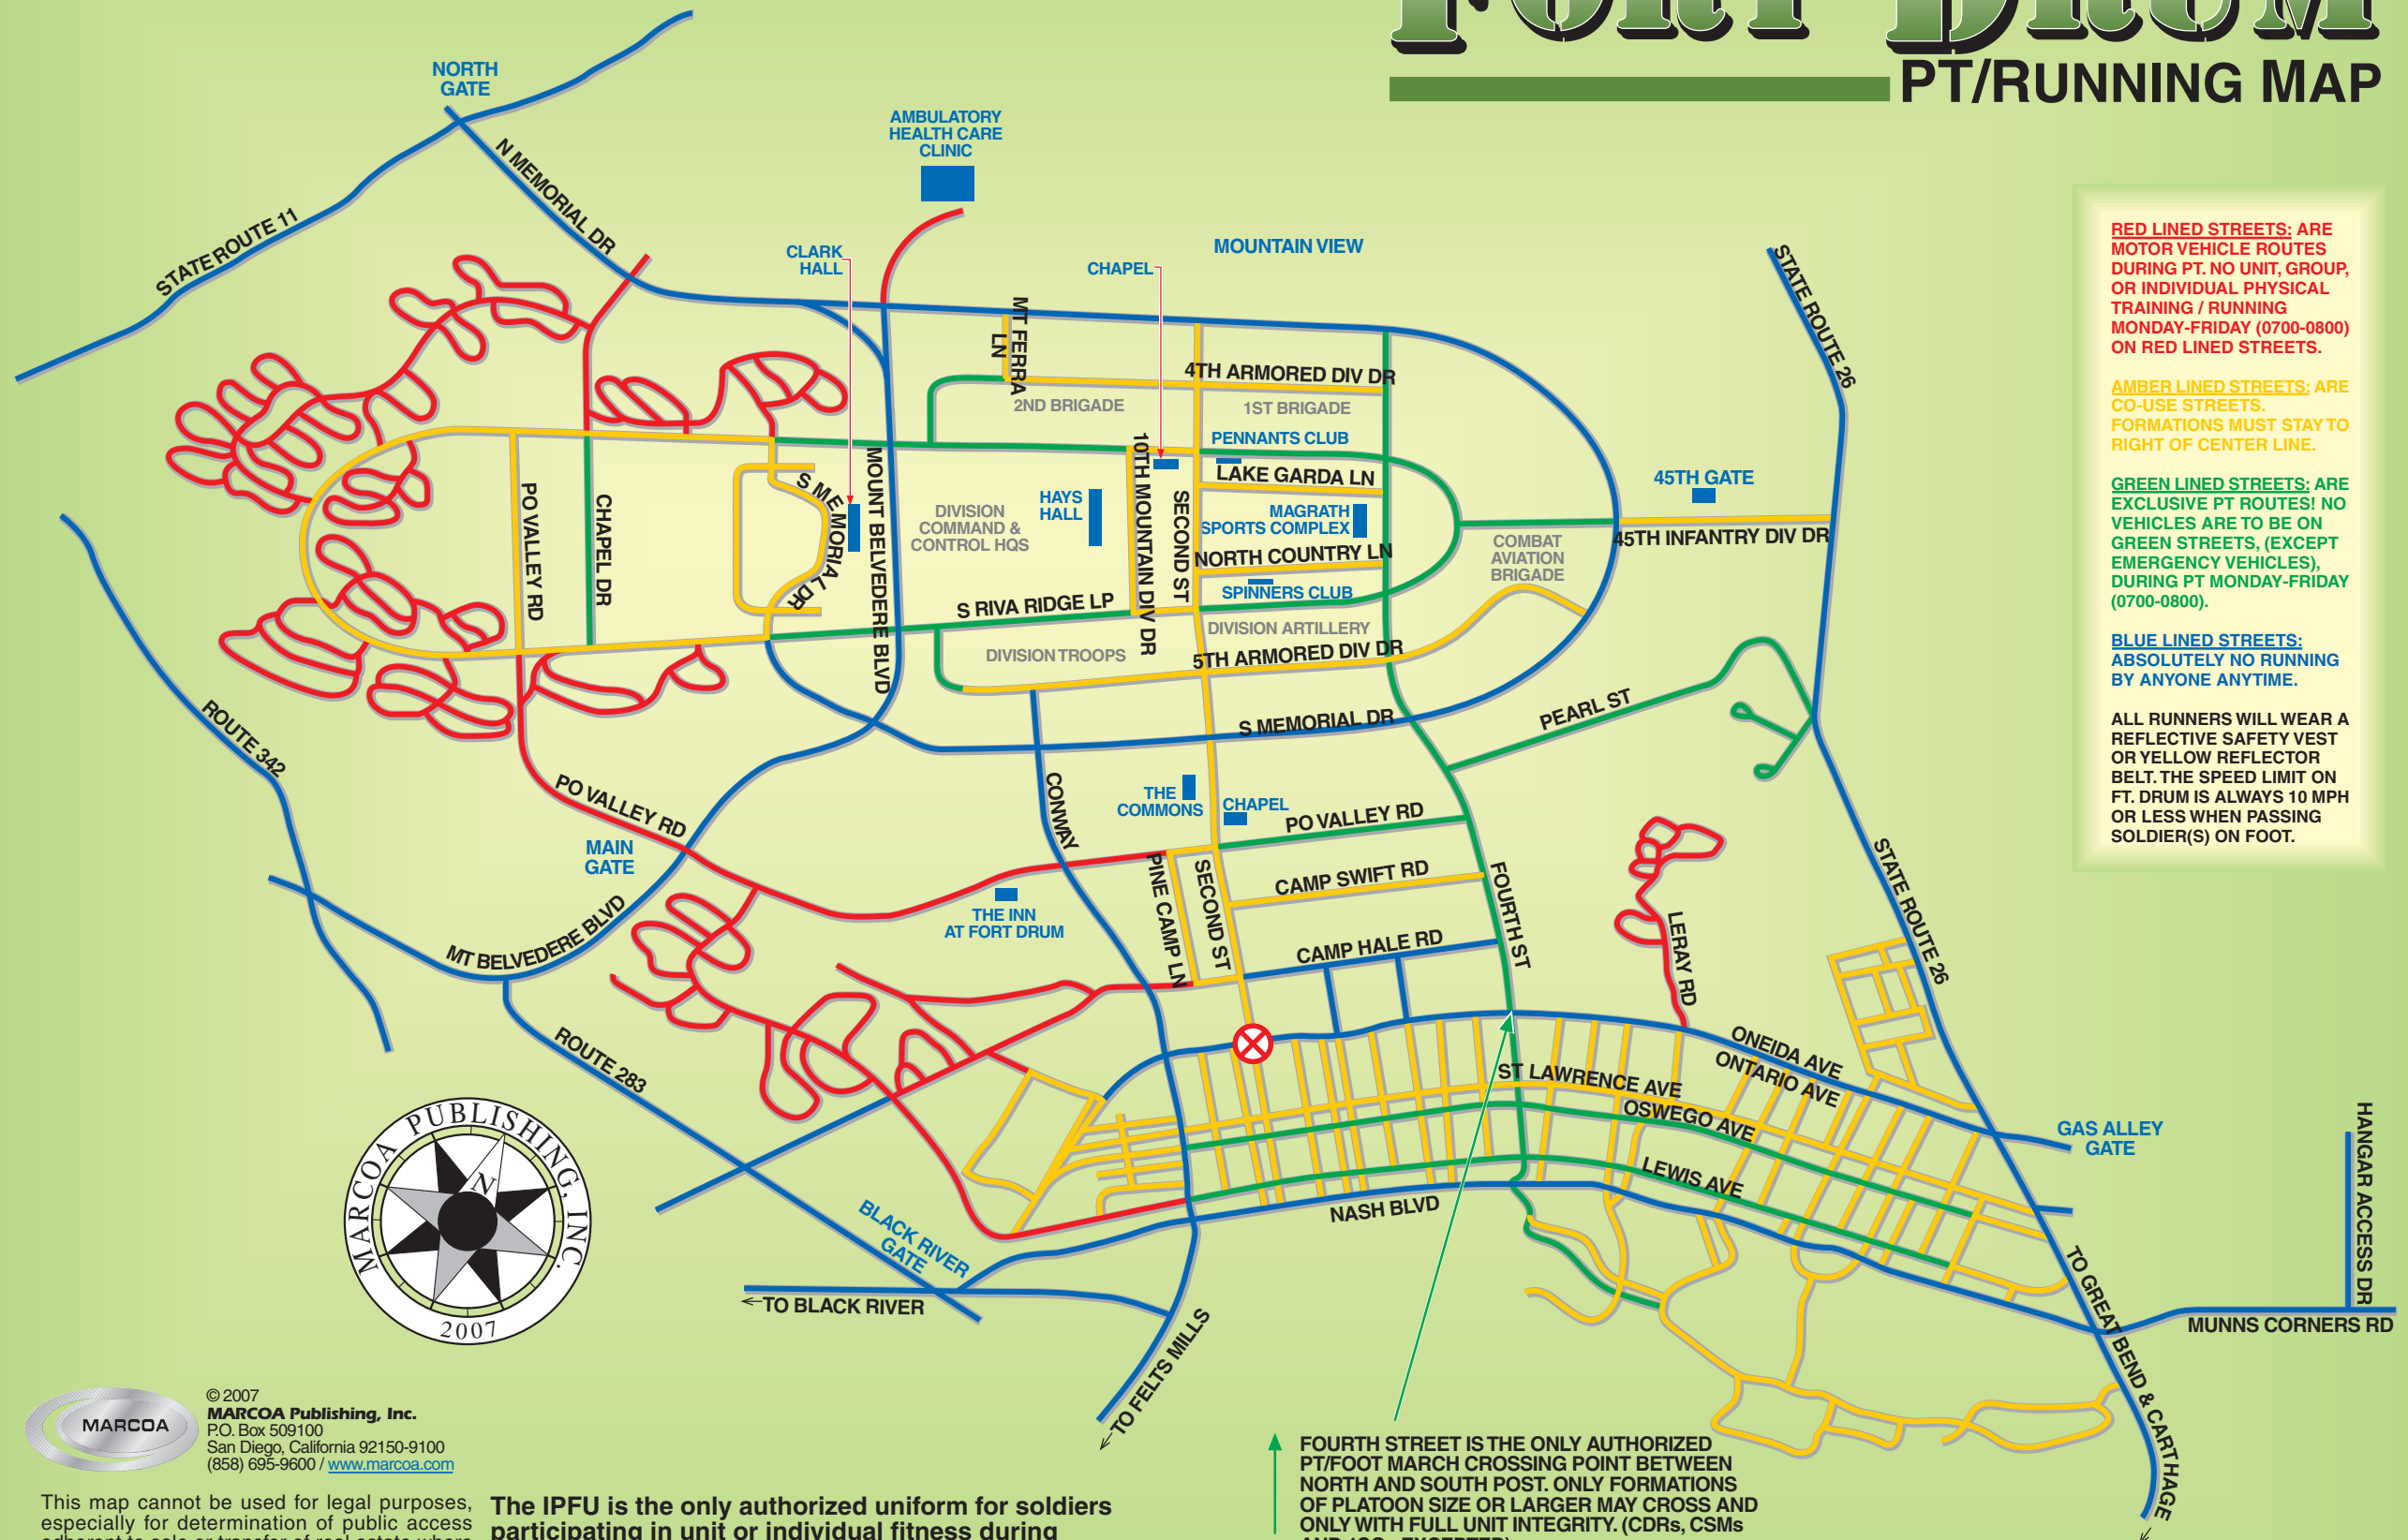 FORT DRUM
PT/RUNNING MAP
NORTH
GATE
AMBULATORY
HEALTH CARE
CLINIC
N MEMORIAL DR
STATE ROUTE 11
CLARK
HALL
CHAPEL
MOUNTAIN VIEW
STATE ROUTE 26
MT FERRA
LN
4TH ARMORED DIV DR
2ND BRIGADE
1ST BRIGADE
PENNANTS CLUB
LAKE GARDA LN
10TH MOUNTAIN DIV DR
SECOND ST
HAYS
HALL
MAGRATH
SPORTS COMPLEX
NORTH COUNTRY LN
SPINNERS CLUB
45TH GATE
45TH INFANTRY DIV DR
COMBAT
AVIATION
BRIGADE
DIVISION
COMMAND &
CONTROL HQS
PO VALLEY RD
CHAPEL DR
S MEMORIAL DR
MOUNT BELVEDERE BLVD
S RIVA RIDGE LP
DIVISION ARTILLERY
DIVISION TROOPS
5TH ARMORED DIV DR
S MEMORIAL DR
PEARL ST
ROUTE 342
PO VALLEY RD
MAIN
GATE
CONWAY
THE
COMMONS
CHAPEL
PO VALLEY RD
CAMP SWIFT RD
PINE CAMP LN
SECOND ST
FOURTH ST
CAMP HALE RD
THE INN
AT FORT DRUM
MT BELVEDERE BLVD
LERAY RD
STATE ROUTE 26
ROUTE 283
ONEIDA AVE
ONTARIO AVE
ST LAWRENCE AVE
OSWEGO AVE
LEWIS AVE
NASH BLVD
GAS ALLEY
GATE
HANGAR ACCESS DR
MUNNS CORNERS RD
TO GREAT BEND & CARTHAGE
BLACK RIVER
GATE
TO BLACK RIVER
TO FELTS MILLS
RED LINED STREETS: ARE
MOTOR VEHICLE ROUTES
DURING PT. NO UNIT, GROUP,
OR INDIVIDUAL PHYSICAL
TRAINING / RUNNING
MONDAY-FRIDAY (0700-0800)
ON RED LINED STREETS.
AMBER LINED STREETS: ARE
CO-USE STREETS.
FORMATIONS MUST STAY TO
RIGHT OF CENTER LINE.
GREEN LINED STREETS: ARE
EXCLUSIVE PT ROUTES! NO
VEHICLES ARE TO BE ON
GREEN STREETS, (EXCEPT
EMERGENCY VEHICLES),
DURING PT MONDAY-FRIDAY
(0700-0800).
BLUE LINED STREETS:
ABSOLUTELY NO RUNNING
BY ANYONE ANYTIME.
ALL RUNNERS WILL WEAR A
REFLECTIVE SAFETY VEST
OR YELLOW REFLECTOR
BELT. THE SPEED LIMIT ON
FT. DRUM IS ALWAYS 10 MPH
OR LESS WHEN PASSING
SOLDIER(S) ON FOOT.
MARCOA PUBLISHING, INC.
N
2007
MARCOA
© 2007
MARCOA Publishing, Inc.
P.O. Box 509100
San Diego, California 92150-9100
(858) 695-9600 / www.marcoa.com
This map cannot be used for legal purposes,
especially for determination of public access
adherent to sale or transfer of real estate where
The IPFU is the only authorized uniform for soldiers
participating in unit or individual fitness during
FOURTH STREET IS THE ONLY AUTHORIZED
PT/FOOT MARCH CROSSING POINT BETWEEN
NORTH AND SOUTH POST. ONLY FORMATIONS
OF PLATOON SIZE OR LARGER MAY CROSS AND
ONLY WITH FULL UNIT INTEGRITY. (CDRs, CSMs